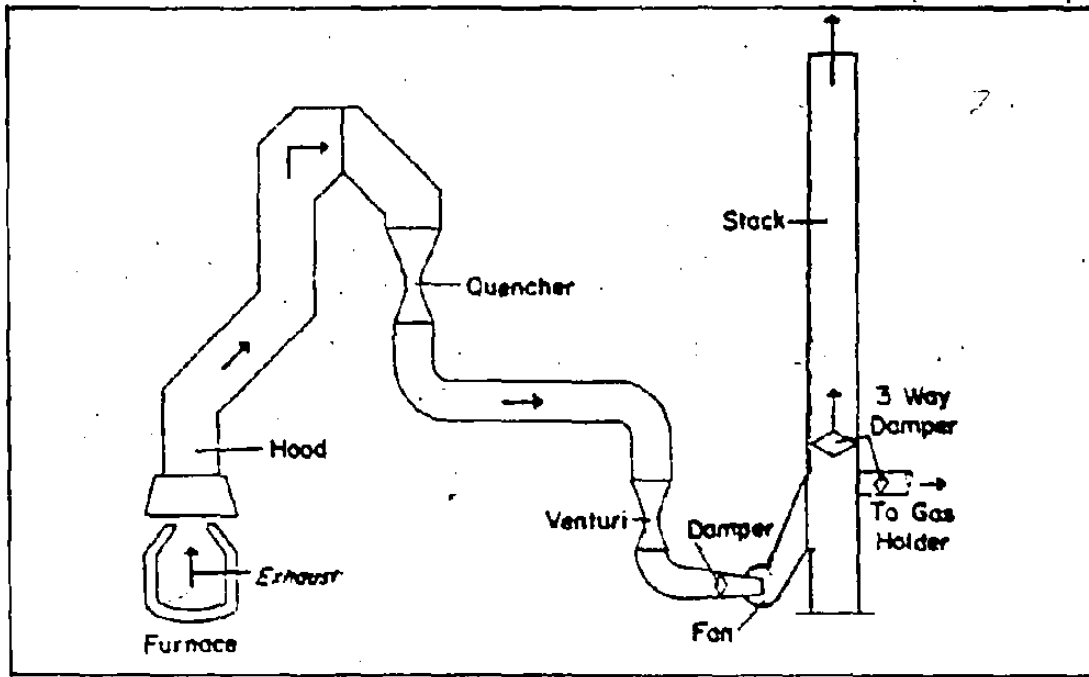 Stack
Quencher
3 Way
Damper
Hood
To Gas
Holder
Venturi
Damper
Exhaust
Fan
Furnace